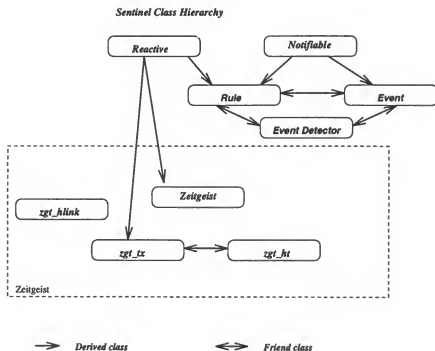 Sentinel Class Hierarchy
Reactive
Notifiable
Rule
Event
Event Detector
Zeitgeist
zgt_hlink
zgt_tx
zgt_ht
Zeitgeist
Derived class
Friend class